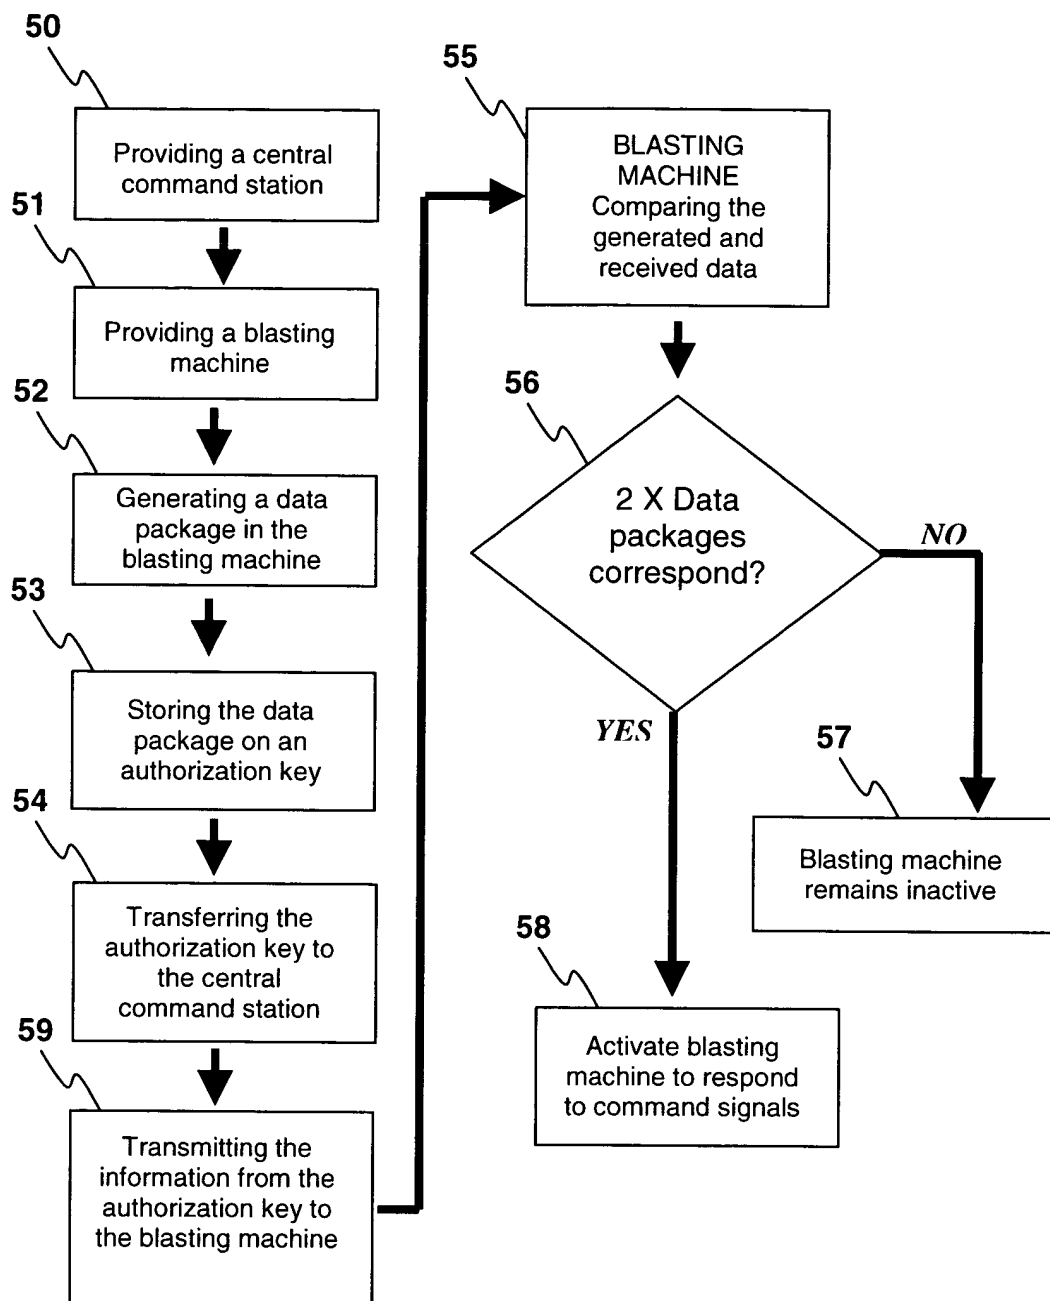 50
Providing a central
command station
51
Providing a blasting
machine
52
Generating a data
package in the
blasting machine
53
Storing the data
package on an
authorization key
54
Transferring the
authorization key to
the central
command station
59
Transmitting the
information from the
authorization key to
the blasting machine
55
BLASTING
MACHINE
Comparing the
generated and
received data
56
2 X Data
packages
correspond?
NO
YES
57
Blasting machine
remains inactive
58
Activate blasting
machine to respond
to command signals